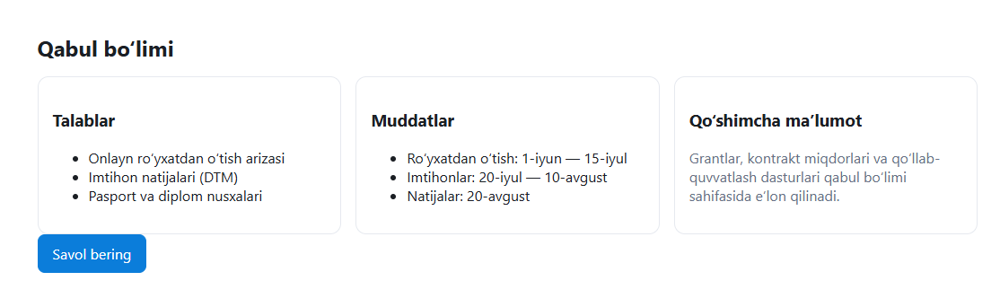 Qabul bo‘limi
Talablar
Onlayn ro‘yxatdan o‘tish arizasi
Imtihon natijalari (DTM)
Pasport va diplom nusxalari
Muddatlar
Ro‘yxatdan o‘tish: 1-iyun — 15-iyul
Imtihonlar: 20-iyul — 10-avgust
Natijalar: 20-avgust
Qo‘shimcha ma’lumot
Grantlar, kontrakt miqdorlari va qo‘llab-
quvvatlash dasturlari qabul bo‘limi
sahifasida e’lon qilinadi.
Savol bering